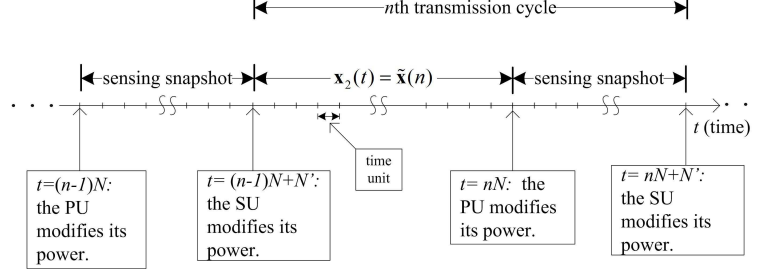 nth transmission cycle
sensing snapshot
x₂(t) = x̃(n)
sensing snapshot
t (time)
time
unit
t=(n-1)N:
the PU
modifies its
power.
t= (n-1)N+N':
the SU
modifies its
power.
t= nN: the
PU modifies
its power.
t= nN+N':
the SU
modifies its
power.